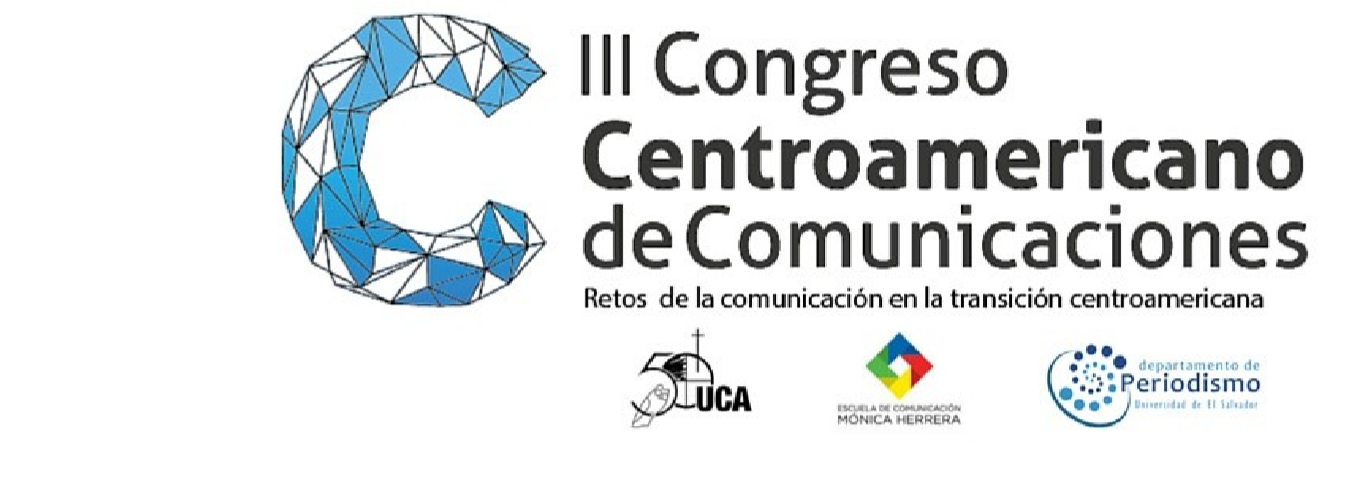 III Congreso
Centroamericano
de Comunicaciones
Retos de la comunicación en la transición centroamericana
50 UCA
ESCUELA DE COMUNICACIÓN
MÓNICA HERRERA
departamento de
Periodismo
Universidad de El Salvador